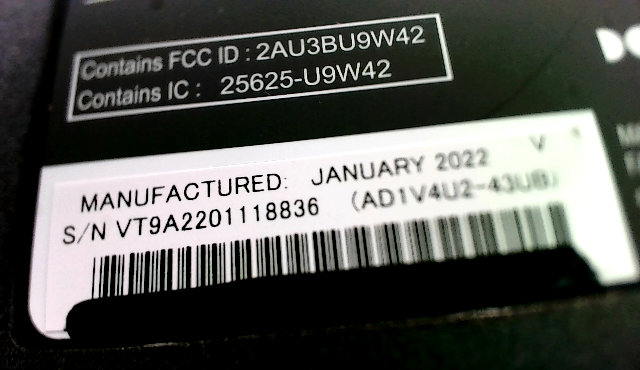 Contains FCC ID : 2AU3BU9W42
Contains IC : 25625-U9W42
MANUFACTURED: JANUARY 2022 V
S/N VT9A2201118836 (AD1V4U2-43UB)